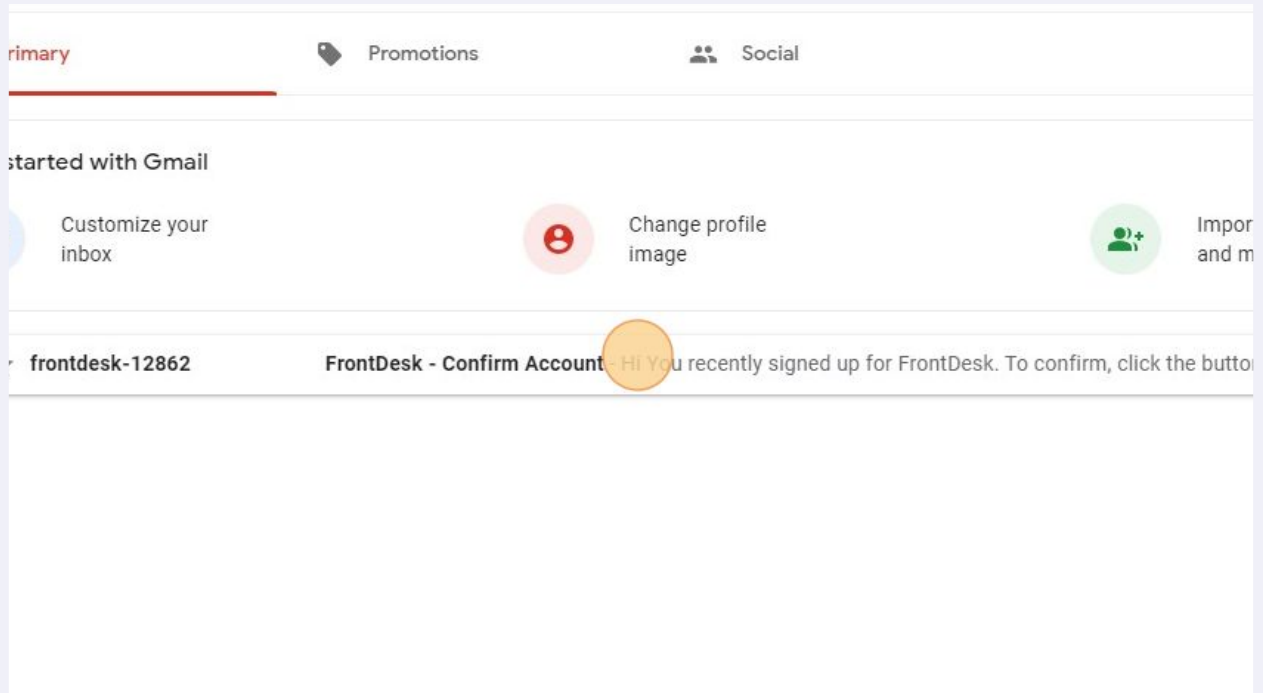 rimary
Promotions
Social
started with Gmail
Customize your
inbox
Change profile
image
Impor
and m
frontdesk-12862
FrontDesk - Confirm Account - Hi You recently signed up for FrontDesk. To confirm, click the butto